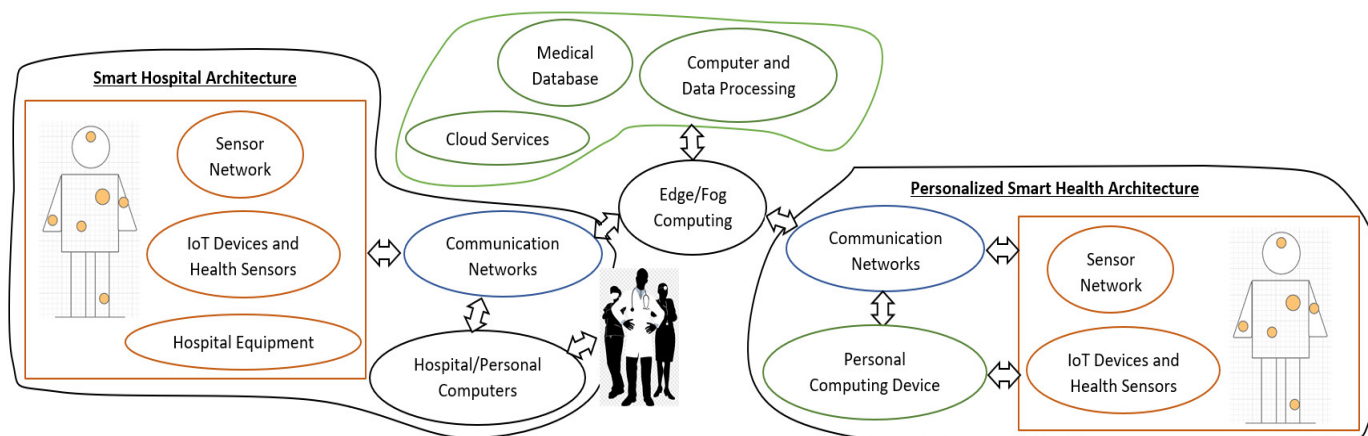 Smart Hospital Architecture
Sensor
Network
IoT Devices and
Health Sensors
Hospital Equipment
Communication
Networks
Hospital/Personal
Computers
Medical
Database
Computer and
Data Processing
Cloud Services
Edge/Fog
Computing
Personalized Smart Health Architecture
Communication
Networks
Personal
Computing Device
Sensor
Network
IoT Devices and
Health Sensors